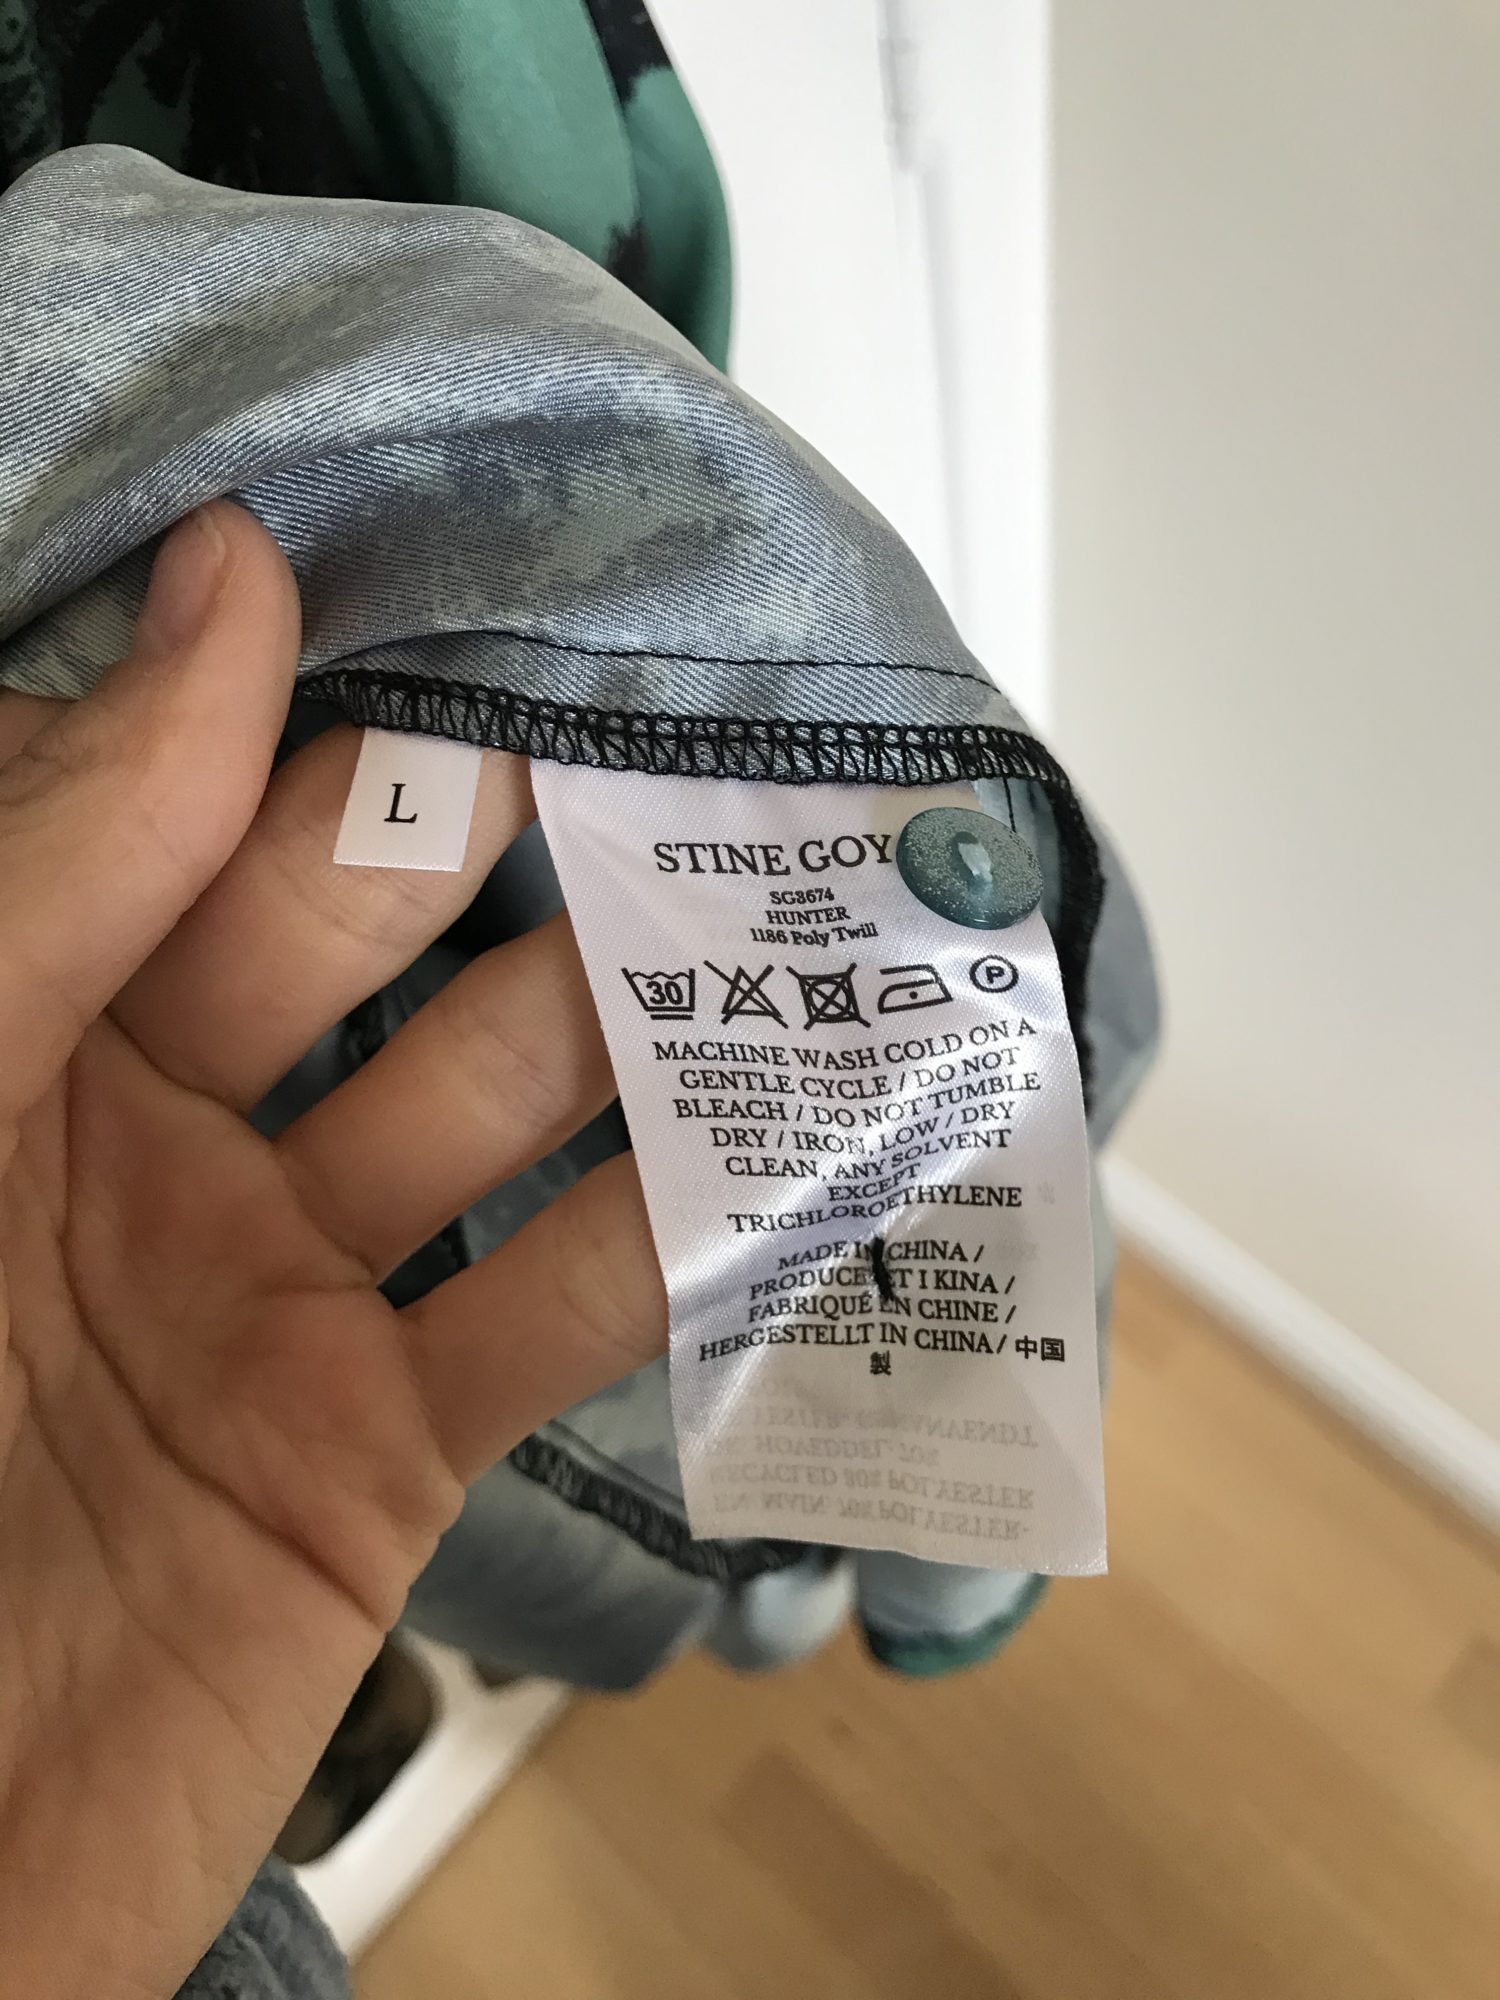 L
STINE GOY
SG3674
HUNTER
1186 Poly Twill
30
P
MACHINE WASH COLD ON A
GENTLE CYCLE / DO NOT
BLEACH / DO NOT TUMBLE
DRY / IRON, LOW / DRY
CLEAN, ANY SOLVENT
EXCEPT
TRICHLOROETHYLENE
MADE IN CHINA /
PRODUCERET I KINA /
FABRIQUÉ EN CHINE /
HERGESTELLT IN CHINA / 中国
製